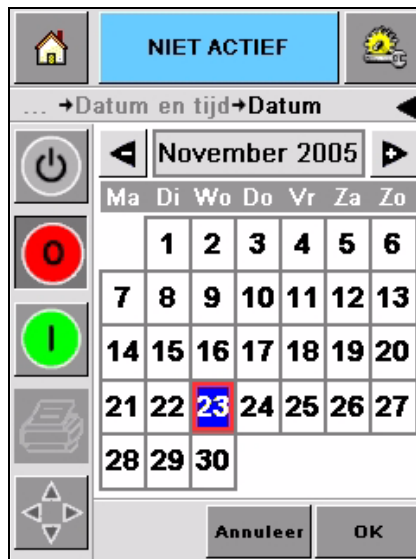 NIET ACTIEF
... →Datum en tijd→Datum
November 2005
Ma Di Wo Do Vr Za Zo
1 2 3 4 5 6
7 8 9 10 11 12 13
14 15 16 17 18 19 20
21 22 23 24 25 26 27
28 29 30
O
I
Annuleer OK